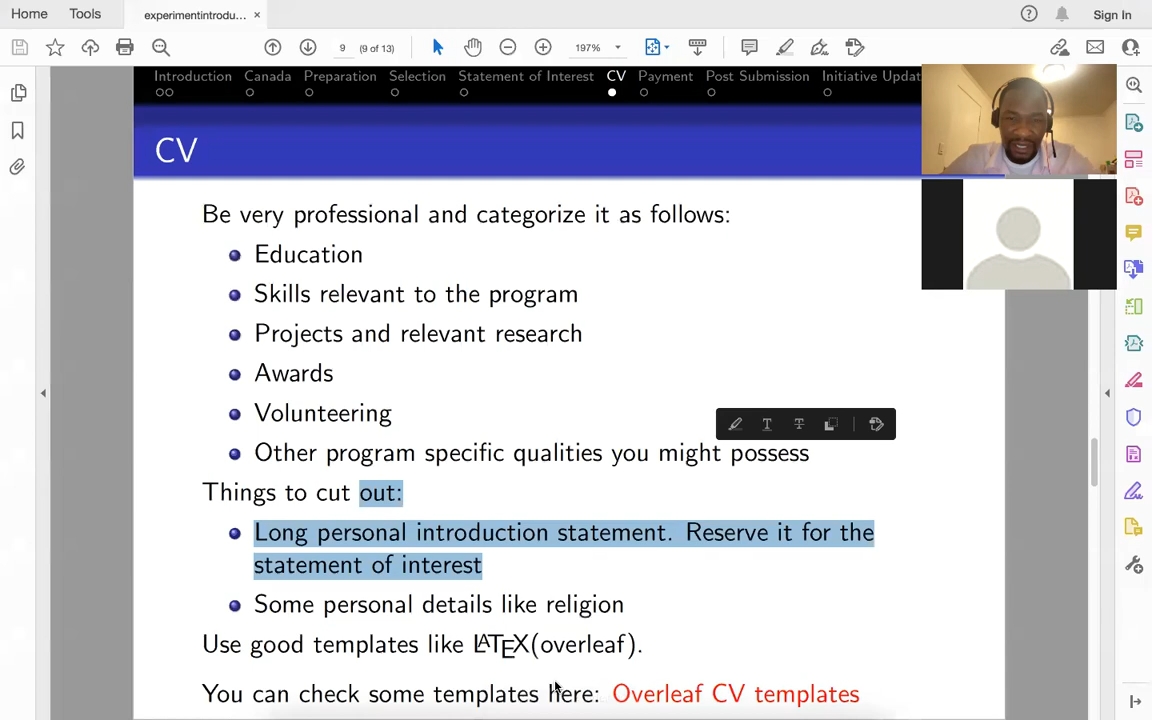 Home Tools experimentintrodu... × Sign In
9 (9 of 13) 197%
Introduction Canada Preparation Selection Statement of Interest CV Payment Post Submission Initiative Updat
CV
Be very professional and categorize it as follows:
Education
Skills relevant to the program
Projects and relevant research
Awards
Volunteering
Other program specific qualities you might possess
Things to cut out:
Long personal introduction statement. Reserve it for the
statement of interest
Some personal details like religion
Use good templates like LATEX(overleaf).
You can check some templates here: Overleaf CV templates